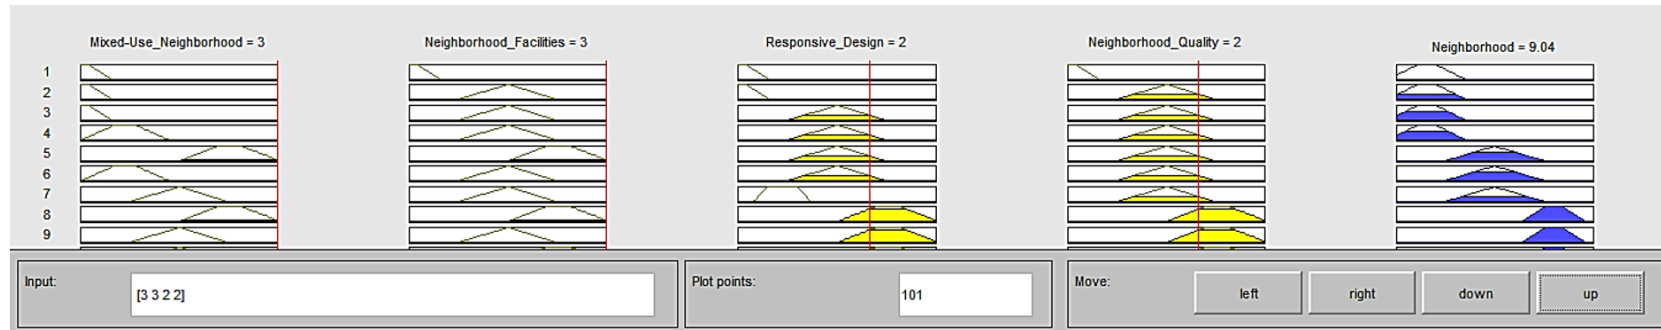 Mixed-Use_Neighborhood = 3
Neighborhood_Facilities = 3
Responsive_Design = 2
Neighborhood_Quality = 2
Neighborhood = 9.04
1
2
3
4
5
6
7
8
9
Input:
[3 3 2 2]
Plot points:
101
Move:
left
right
down
up